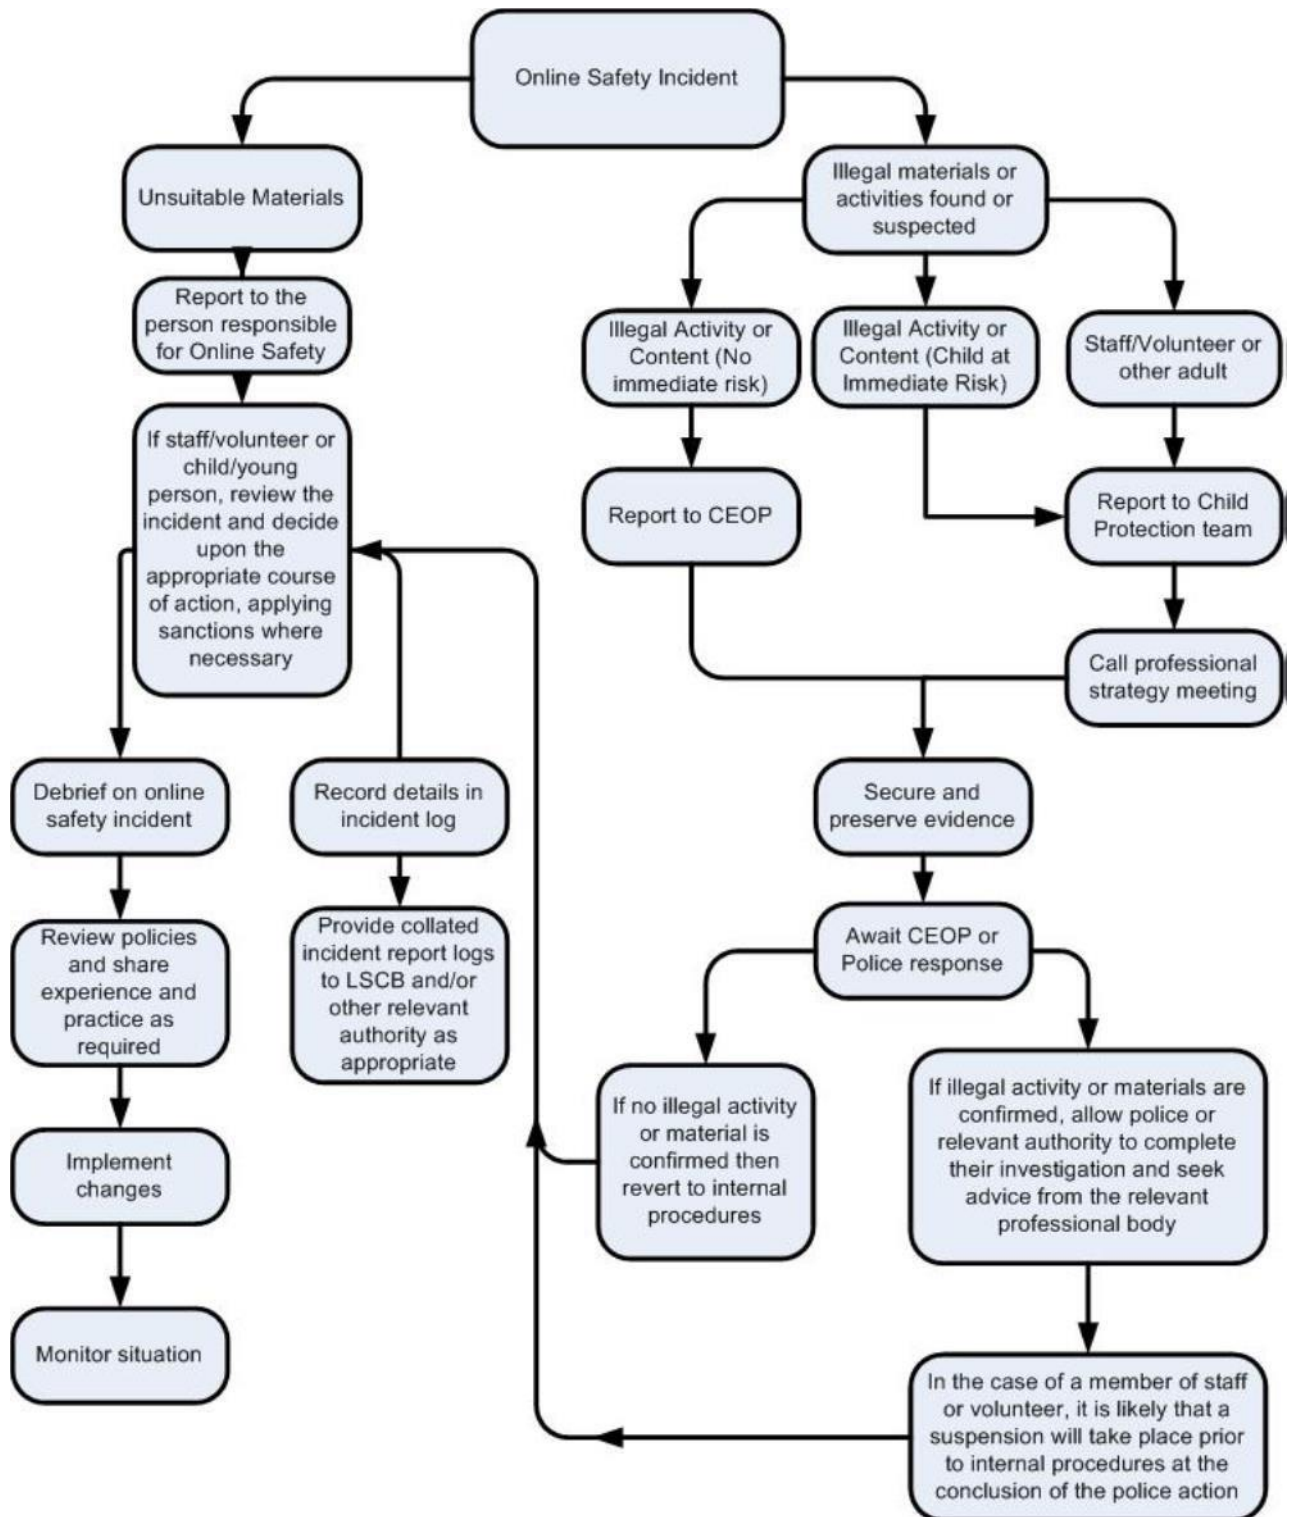 Online Safety Incident
Unsuitable Materials
Illegal materials or
activities found or
suspected
Report to the
person responsible
for Online Safety
Illegal Activity or
Content (No
immediate risk)
Illegal Activity or
Content (Child at
Immediate Risk)
Staff/Volunteer or
other adult
If staff/volunteer or
child/young
person, review the
incident and decide
upon the
appropriate course
of action, applying
sanctions where
necessary
Report to CEOP
Report to Child
Protection team
Call professional
strategy meeting
Debrief on online
safety incident
Record details in
incident log
Secure and
preserve evidence
Review policies
and share
experience and
practice as
required
Provide collated
incident report logs
to LSCB and/or
other relevant
authority as
appropriate
Await CEOP or
Police response
If no illegal activity
or material is
confirmed then
revert to internal
procedures
If illegal activity or materials are
confirmed, allow police or
relevant authority to complete
their investigation and seek
advice from the relevant
professional body
Implement
changes
Monitor situation
In the case of a member of staff
or volunteer, it is likely that a
suspension will take place prior
to internal procedures at the
conclusion of the police action